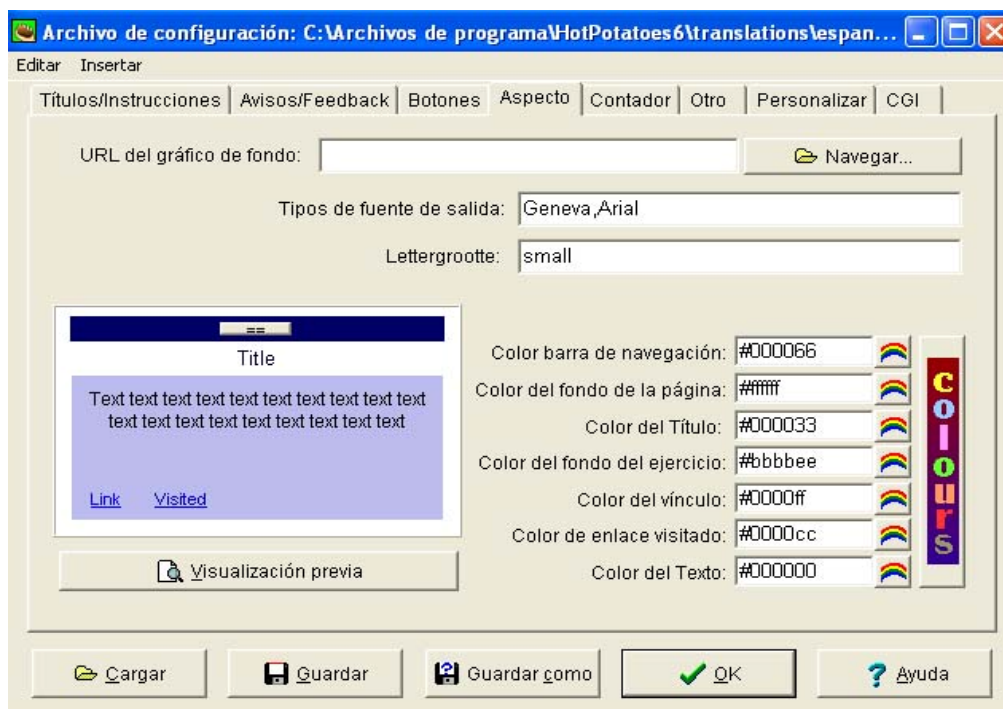 Archivo de configuración: C:\Archivos de programa\HotPotatoes6\translations\espan...
Editar Insertar
Títulos/Instrucciones Avisos/Feedback Botones Aspecto Contador Otro Personalizar CGI
URL del gráfico de fondo: Navegar...
Tipos de fuente de salida: Geneva,Arial
Lettergrootte: small
==
Title
Text text text text text text text text text text
text text text text text text text text text
Link Visited
Visualización previa
Color barra de navegación: #000066
Color del fondo de la página: #ffffff
Color del Título: #000033
Color del fondo del ejercicio: #bbbbee
Color del vínculo: #0000ff
Color de enlace visitado: #0000cc
Color del Texto: #000000
Colours
Cargar Guardar Guardar como OK Ayuda